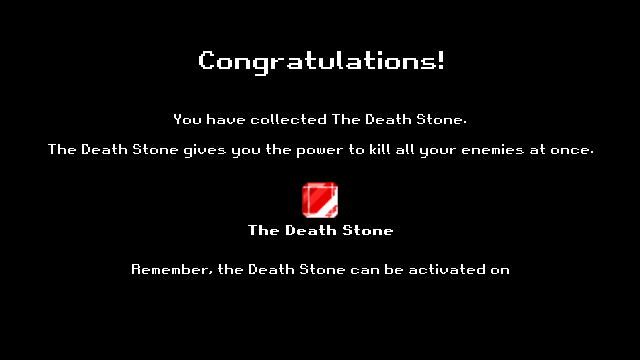 Congratulations!
You have collected The Death Stone.
The Death Stone gives you the power to kill all your enemies at once.
The Death Stone
Remember, the Death Stone can be activated on